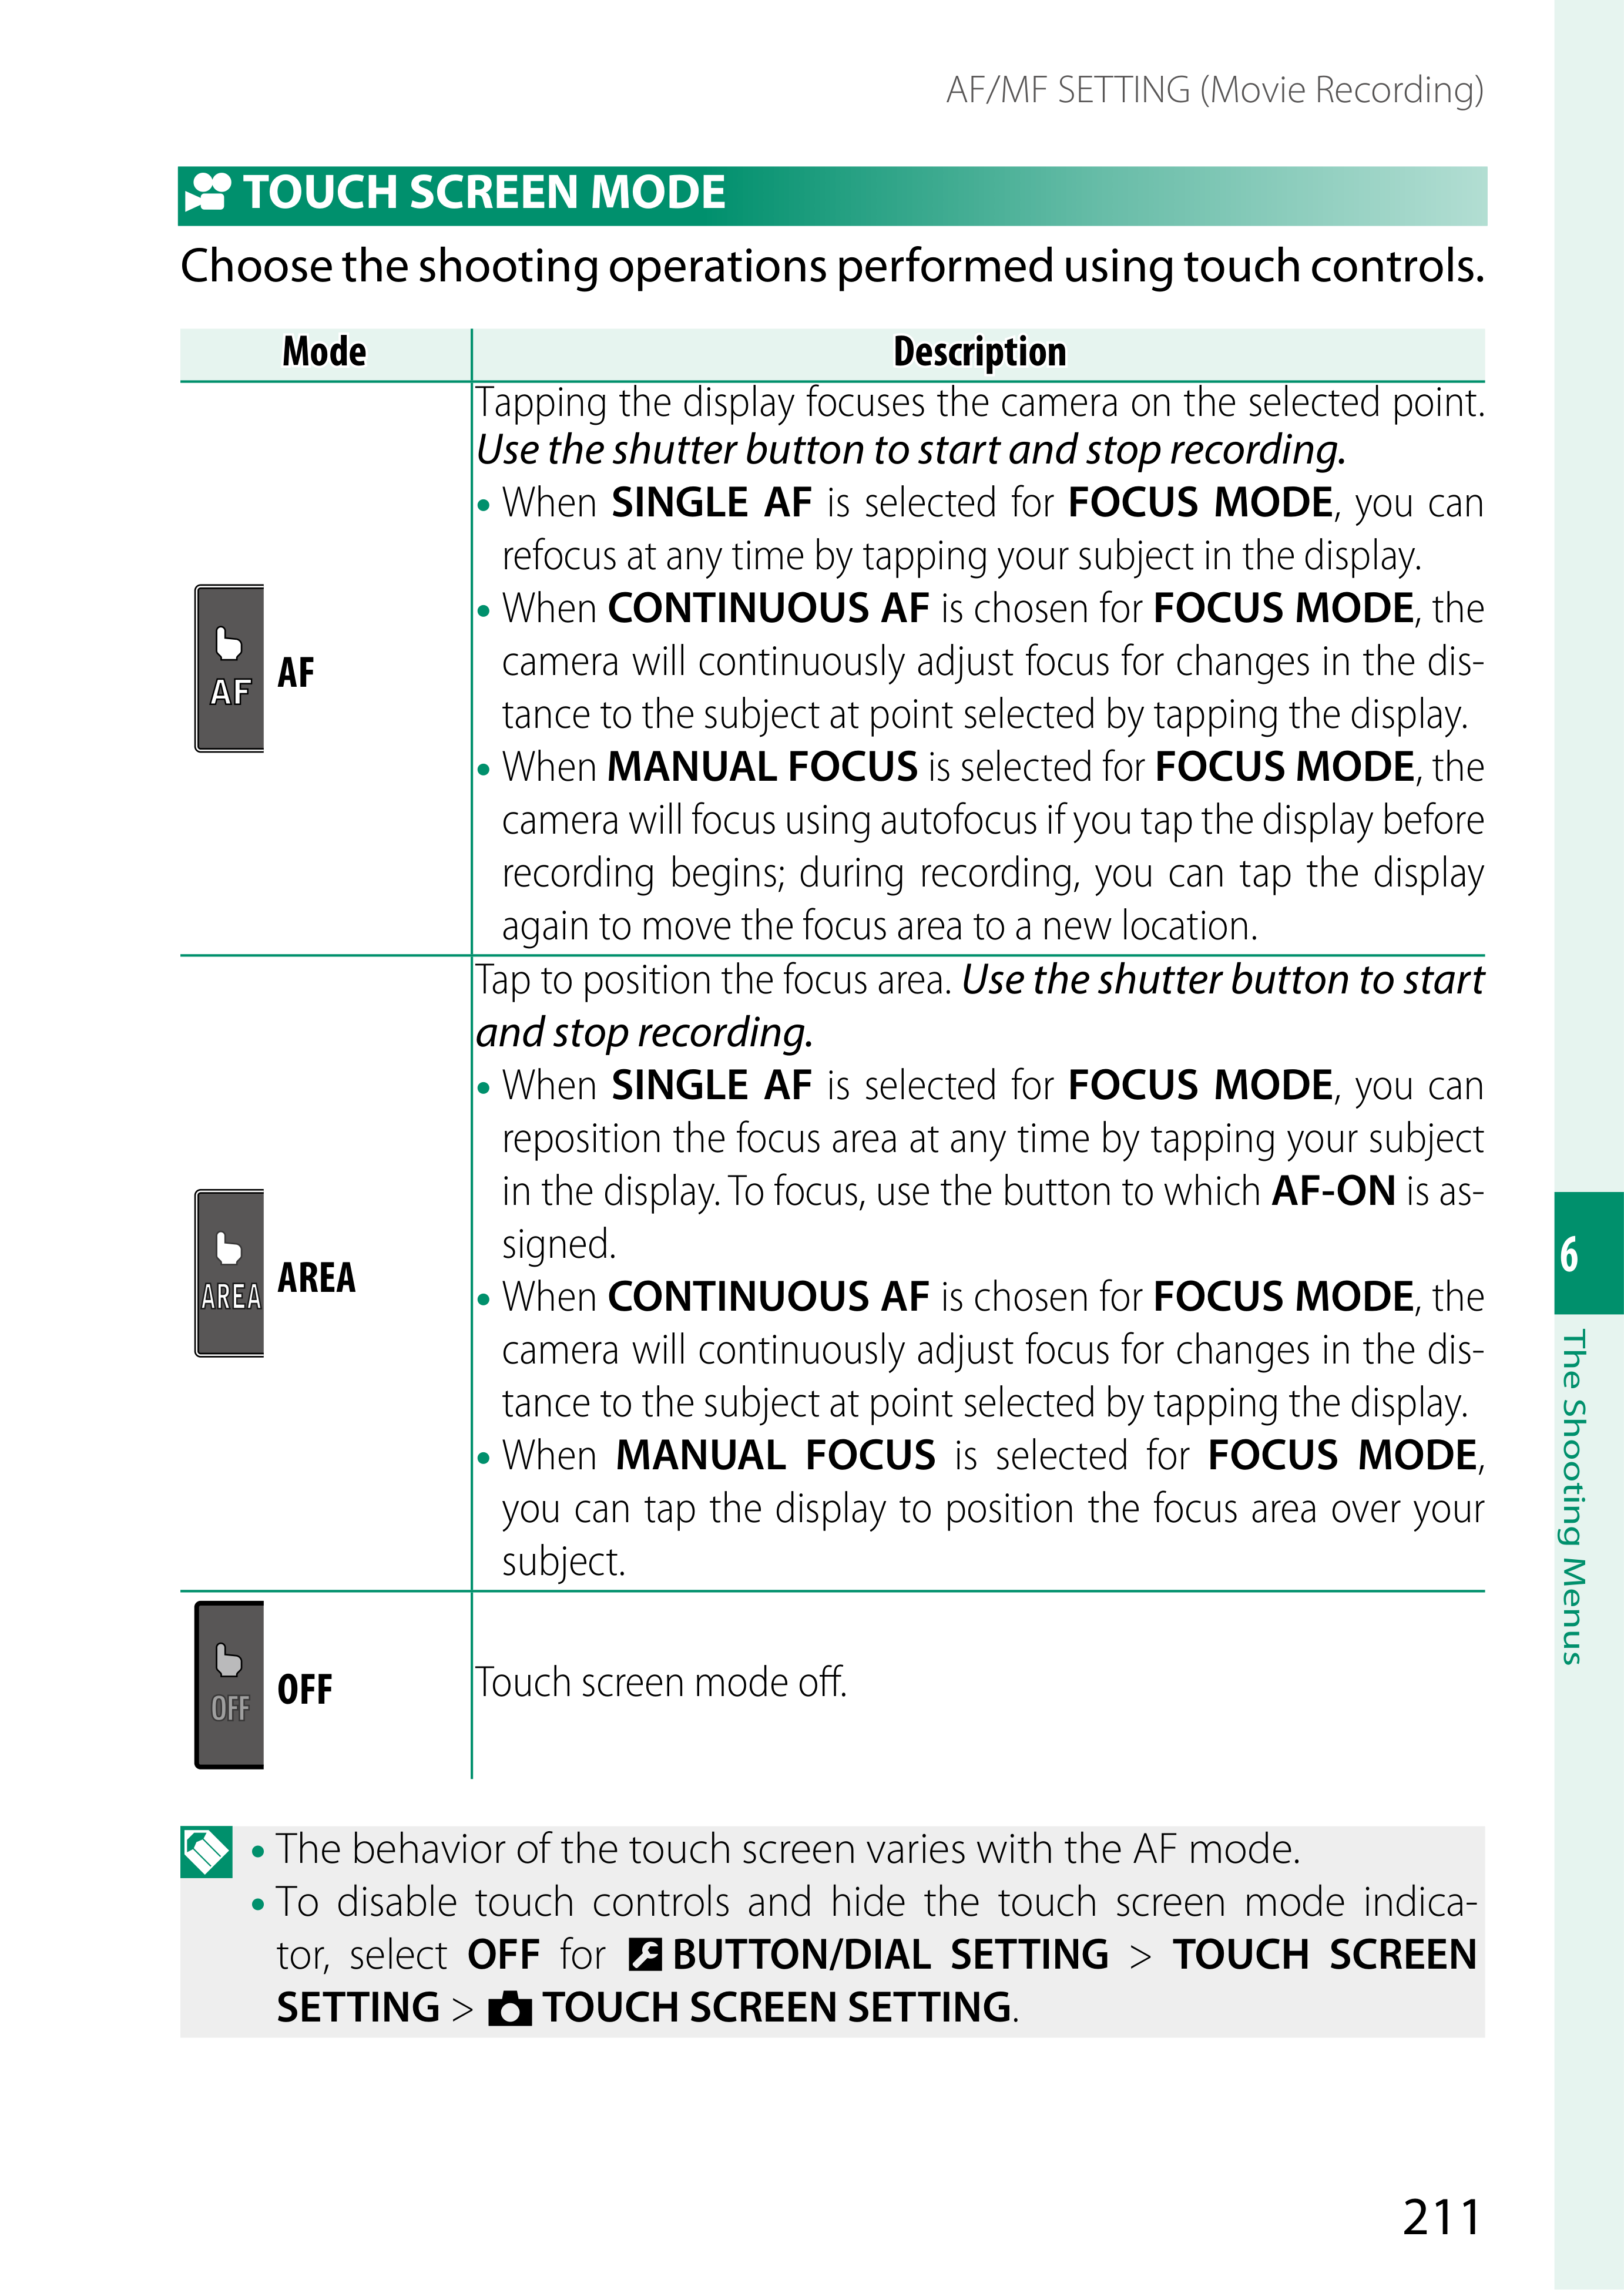 AF/MF SETTING (Movie Recording)
TOUCH SCREEN MODE
Choose the shooting operations performed using touch controls.
Mode
Description
AF
AF
Tapping the display focuses the camera on the selected point.
Use the shutter button to start and stop recording.
• When SINGLE AF is selected for FOCUS MODE, you can
refocus at any time by tapping your subject in the display.
• When CONTINUOUS AF is chosen for FOCUS MODE, the
camera will continuously adjust focus for changes in the dis-
tance to the subject at point selected by tapping the display.
• When MANUAL FOCUS is selected for FOCUS MODE, the
camera will focus using autofocus if you tap the display before
recording begins; during recording, you can tap the display
again to move the focus area to a new location.
AREA
AREA
Tap to position the focus area. Use the shutter button to start
and stop recording.
• When SINGLE AF is selected for FOCUS MODE, you can
reposition the focus area at any time by tapping your subject
in the display. To focus, use the button to which AF-ON is as-
signed.
• When CONTINUOUS AF is chosen for FOCUS MODE, the
camera will continuously adjust focus for changes in the dis-
tance to the subject at point selected by tapping the display.
• When MANUAL FOCUS is selected for FOCUS MODE,
you can tap the display to position the focus area over your
subject.
OFF
OFF
Touch screen mode off.
• The behavior of the touch screen varies with the AF mode.
• To disable touch controls and hide the touch screen mode indica-
tor, select OFF for BUTTON/DIAL SETTING > TOUCH SCREEN
SETTING > TOUCH SCREEN SETTING.
6
The Shooting Menus
211